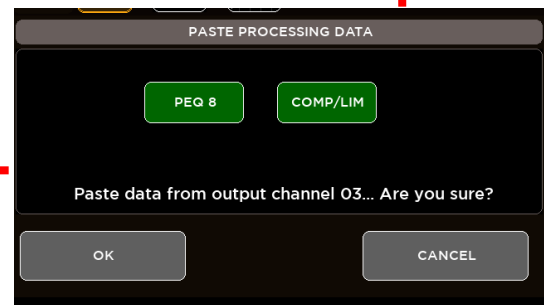 PASTE PROCESSING DATA
PEQ 8 COMP/LIM
Paste data from output channel 03... Are you sure?
OK CANCEL